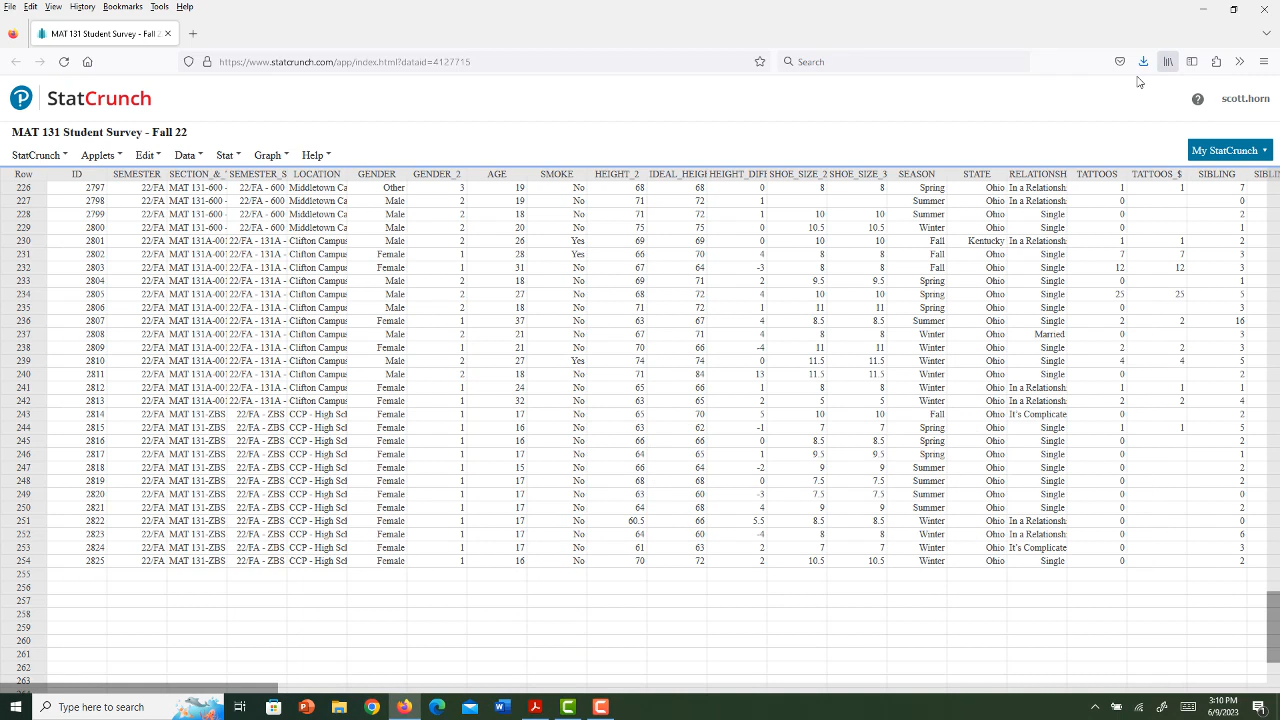 File Edit View History Bookmarks Tools Help
MAT 131 Student Survey - Fall 2
https://www.statcrunch.com/app/index.html?dataid=4127715
Search
P StatCrunch
scott.horn
MAT 131 Student Survey - Fall 22
StatCrunch Applets Edit Data Stat Graph Help
My StatCrunch
Row ID SEMESTER SECTION_&_ SEMESTER_S LOCATION GENDER GENDER_2 AGE SMOKE HEIGHT_2 IDEAL_HEIGH HEIGHT_DIFI SHOE_SIZE_2 SHOE_SIZE_3 SEASON STATE RELATIONSH TATTOOS TATTOOS_$ SIBLING SIBLIN
226 2797 22/FA MAT 131-600 - 22/FA - 600 Middletown Ca Other 3 19 No 68 68 0 8 8 Spring Ohio In a Relationsh 1 1 7
227 2798 22/FA MAT 131-600 - 22/FA - 600 Middletown Ca Male 2 19 No 71 72 1 Summer Ohio In a Relationsh 0 0
228 2799 22/FA MAT 131-600 - 22/FA - 600 Middletown Ca Male 2 18 No 71 72 1 10 10 Summer Ohio Single 0 2
229 2800 22/FA MAT 131-600 - 22/FA - 600 Middletown Ca Male 2 20 No 75 75 0 10.5 10.5 Winter Ohio Single 0 1
230 2801 22/FA MAT 131A-001 22/FA - 131A - Clifton Campus Male 2 26 Yes 69 69 0 10 10 Fall Kentucky In a Relationsh 1 1 2
231 2802 22/FA MAT 131A-001 22/FA - 131A - Clifton Campus Female 1 28 Yes 66 70 4 8 8 Fall Ohio Single 7 7 3
232 2803 22/FA MAT 131A-001 22/FA - 131A - Clifton Campus Female 1 31 No 67 64 -3 8 8 Fall Ohio Single 12 12 3
233 2804 22/FA MAT 131A-001 22/FA - 131A - Clifton Campus Male 2 18 No 69 71 2 9.5 9.5 Spring Ohio Single 0 1
234 2805 22/FA MAT 131A-001 22/FA - 131A - Clifton Campus Male 2 27 No 68 72 4 10 10 Spring Ohio Single 25 25 5
235 2806 22/FA MAT 131A-001 22/FA - 131A - Clifton Campus Male 2 18 No 71 72 1 11 11 Spring Ohio Single 0 3
236 2807 22/FA MAT 131A-001 22/FA - 131A - Clifton Campus Female 1 37 No 63 67 4 8.5 8.5 Summer Ohio Single 2 2 16
237 2808 22/FA MAT 131A-001 22/FA - 131A - Clifton Campus Male 2 21 No 67 71 4 8 8 Winter Ohio Married 0 3
238 2809 22/FA MAT 131A-001 22/FA - 131A - Clifton Campus Female 1 21 No 70 66 -4 11 11 Winter Ohio Single 2 2 3
239 2810 22/FA MAT 131A-001 22/FA - 131A - Clifton Campus Male 2 27 Yes 74 74 0 11.5 11.5 Winter Ohio Single 4 4 5
240 2811 22/FA MAT 131A-001 22/FA - 131A - Clifton Campus Male 2 18 No 71 84 13 11.5 11.5 Winter Ohio Single 0 2
241 2812 22/FA MAT 131A-001 22/FA - 131A - Clifton Campus Female 1 24 No 65 66 1 8 8 Winter Ohio In a Relationsh 1 1 1
242 2813 22/FA MAT 131A-001 22/FA - 131A - Clifton Campus Female 1 32 No 63 65 2 5 5 Winter Ohio In a Relationsh 2 2 4
243 2814 22/FA MAT 131-ZBS 22/FA - ZBS CCP - High Scl Female 1 17 No 65 70 5 10 10 Fall Ohio It's Complicate 0 2
244 2815 22/FA MAT 131-ZBS 22/FA - ZBS CCP - High Scl Female 1 16 No 63 62 -1 7 7 Spring Ohio Single 1 1 5
245 2816 22/FA MAT 131-ZBS 22/FA - ZBS CCP - High Scl Female 1 16 No 66 66 0 8.5 8.5 Spring Ohio Single 0 2
246 2817 22/FA MAT 131-ZBS 22/FA - ZBS CCP - High Scl Female 1 17 No 64 65 1 9.5 9.5 Spring Ohio Single 0 1
247 2818 22/FA MAT 131-ZBS 22/FA - ZBS CCP - High Scl Female 1 15 No 66 64 -2 9 9 Summer Ohio Single 0 2
248 2819 22/FA MAT 131-ZBS 22/FA - ZBS CCP - High Scl Female 1 17 No 68 68 0 7.5 7.5 Summer Ohio Single 0 2
249 2820 22/FA MAT 131-ZBS 22/FA - ZBS CCP - High Scl Female 1 17 No 63 60 -3 7.5 7.5 Summer Ohio Single 0 0
250 2821 22/FA MAT 131-ZBS 22/FA - ZBS CCP - High Scl Female 1 17 No 64 68 4 9 9 Summer Ohio Single 0 2
251 2822 22/FA MAT 131-ZBS 22/FA - ZBS CCP - High Scl Female 1 17 No 60.5 66 5.5 8.5 8.5 Winter Ohio In a Relationsh 0 0
252 2823 22/FA MAT 131-ZBS 22/FA - ZBS CCP - High Scl Female 1 17 No 64 60 -4 8 8 Winter Ohio In a Relationsh 0 6
253 2824 22/FA MAT 131-ZBS 22/FA - ZBS CCP - High Scl Female 1 17 No 61 63 2 7 7 Winter Ohio It's Complicate 0 3
254 2825 22/FA MAT 131-ZBS 22/FA - ZBS CCP - High Scl Female 1 16 No 70 72 2 10.5 10.5 Winter Ohio Single 0 2
255
256
257
258
259
260
261
262
263
Type here to search
3:10 PM
6/9/2023